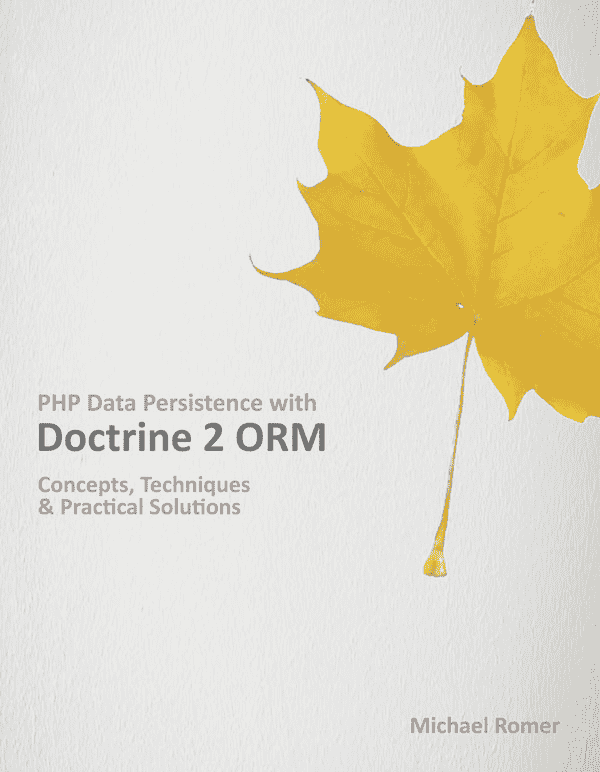 PHP Data Persistence with
Doctrine 2 ORM
Concepts, Techniques
& Practical Solutions
Michael Romer